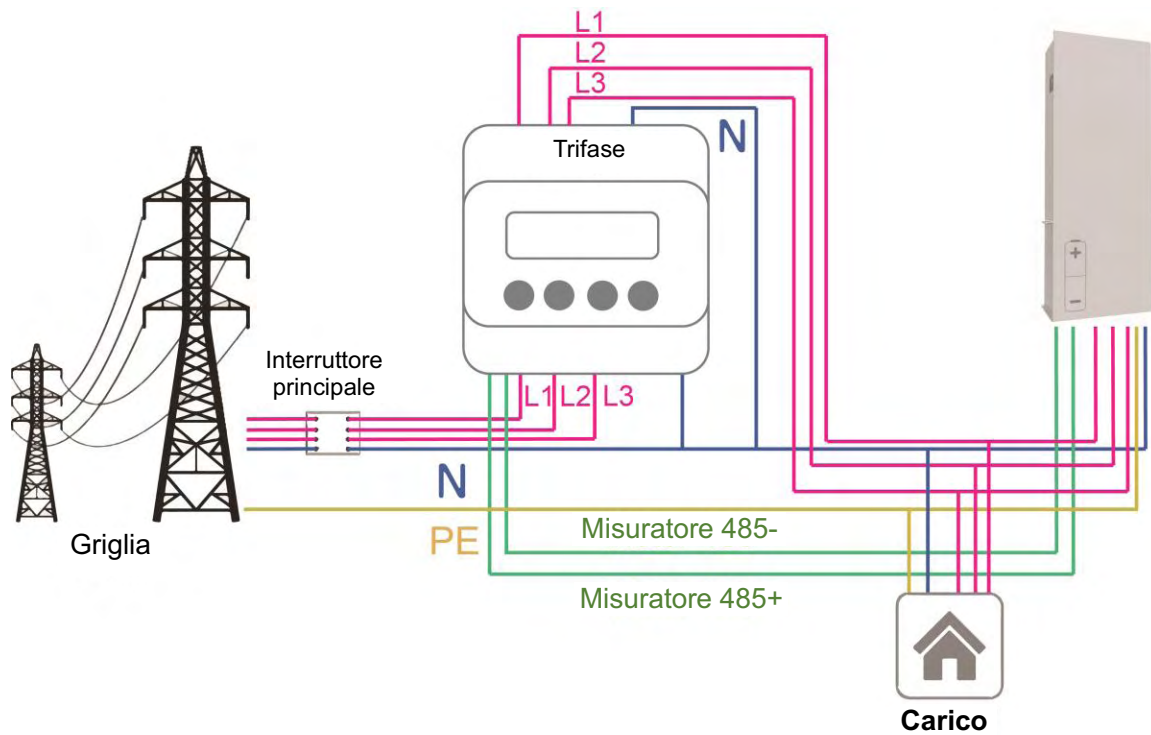 L1
L2
L3
N
Trifase
Interruttore
principale
L1 L2 L3
N
PE
Griglia
Misuratore 485-
Misuratore 485+
Carico